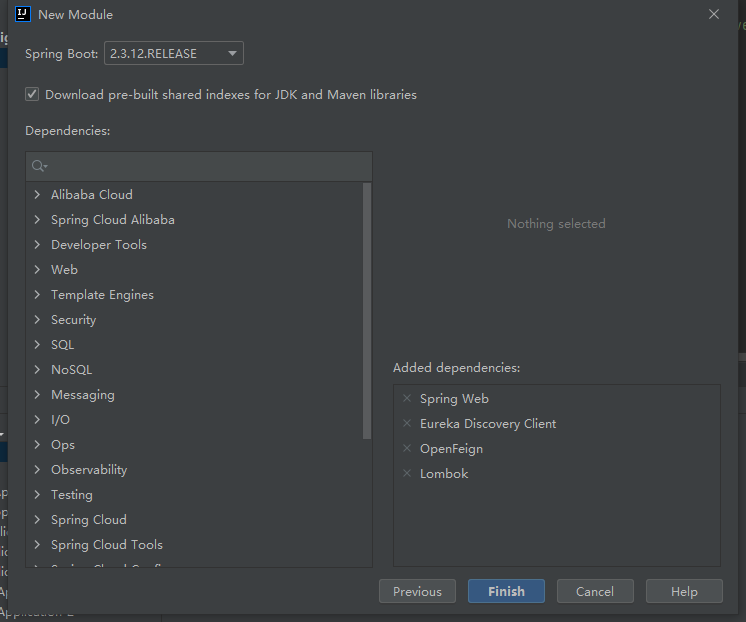 New Module
Spring Boot: 2.3.12.RELEASE
Download pre-built shared indexes for JDK and Maven libraries
Dependencies:
Alibaba Cloud
Spring Cloud Alibaba
Developer Tools
Web
Template Engines
Security
SQL
NoSQL
Messaging
I/O
Ops
Observability
Testing
Spring Cloud
Spring Cloud Tools
Nothing selected
Added dependencies:
Spring Web
Eureka Discovery Client
OpenFeign
Lombok
Previous
Finish
Cancel
Help